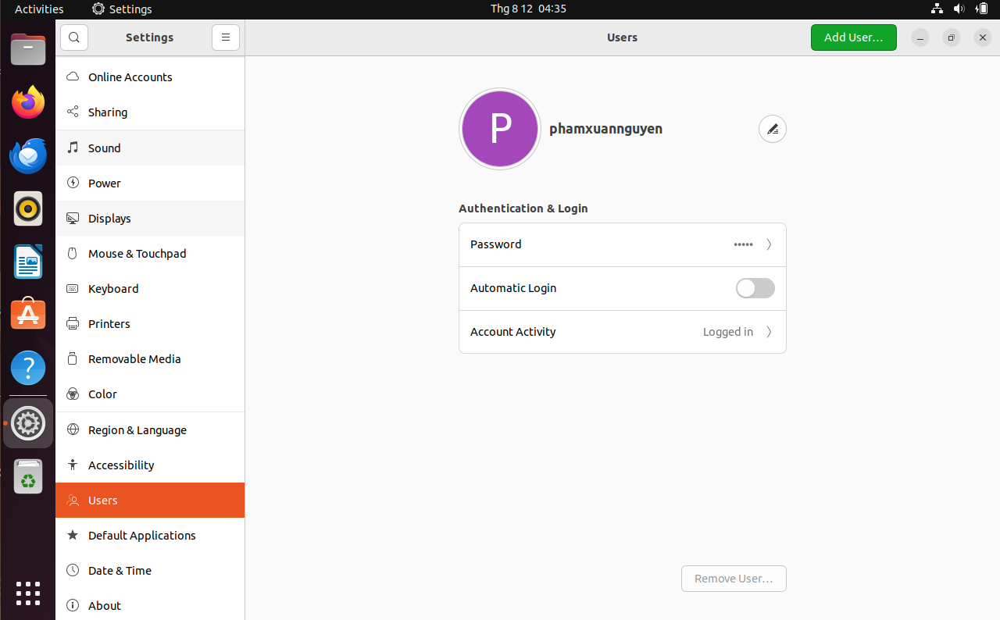 Activities
Settings
Thg 8 12 04:35
Settings
Users
Add User…
Online Accounts
Sharing
Sound
Power
Displays
Mouse & Touchpad
Keyboard
Printers
Removable Media
Color
Region & Language
Accessibility
Users
Default Applications
Date & Time
About
P
phamxuannguyen
Authentication & Login
Password •••••
Automatic Login
Account Activity Logged in
Remove User…